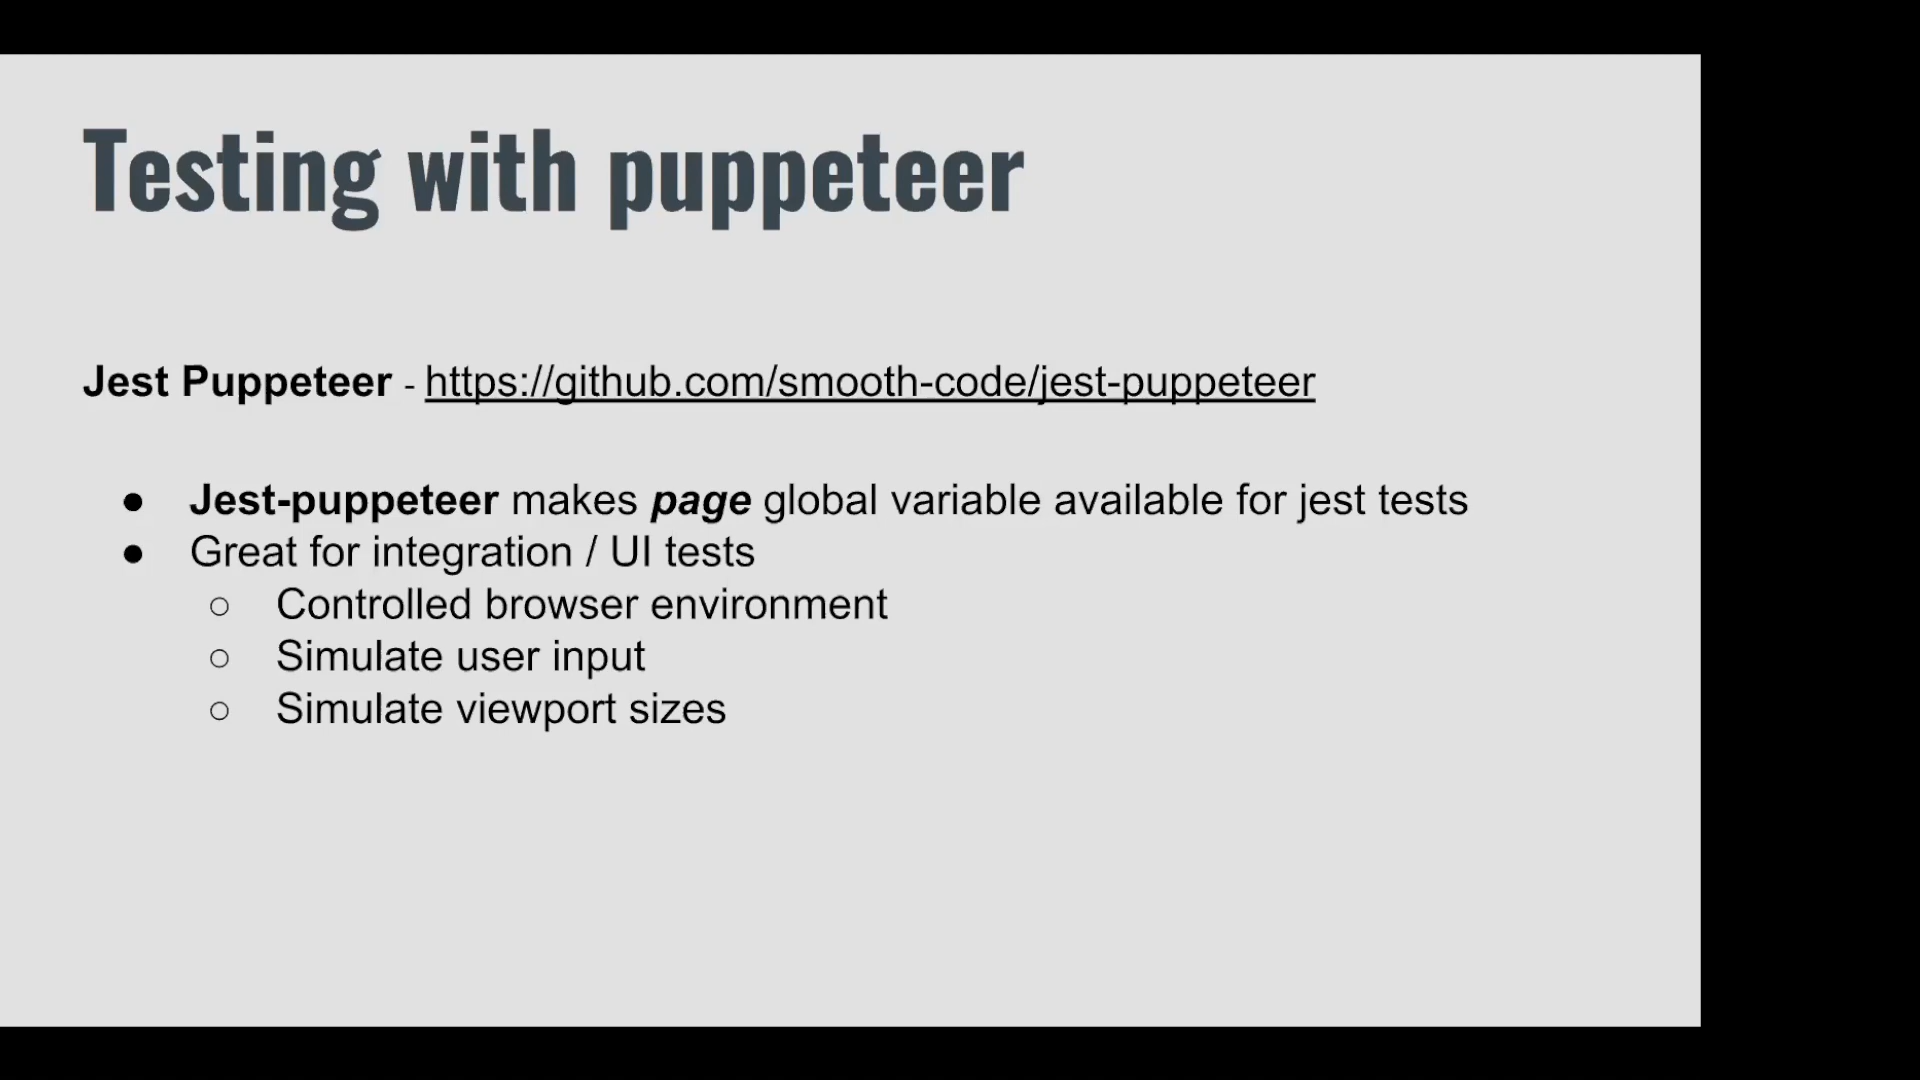 Testing with puppeteer
Jest Puppeteer - https://github.com/smooth-code/jest-puppeteer
● Jest-puppeteer makes page global variable available for jest tests
● Great for integration / UI tests
○ Controlled browser environment
○ Simulate user input
○ Simulate viewport sizes